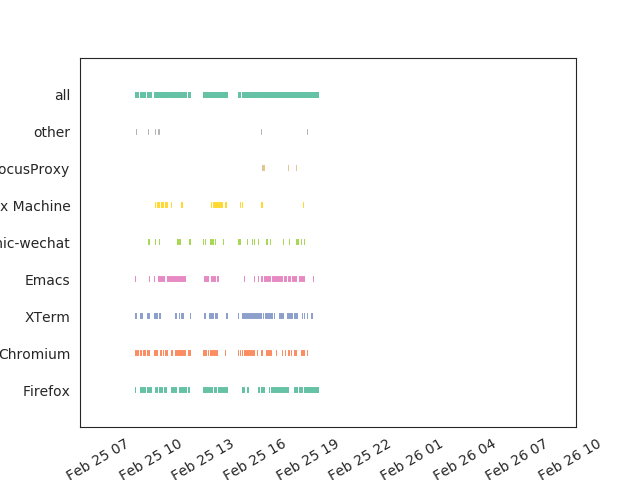 all
other
ocusProxy
x Machine
nic-wechat
Emacs
XTerm
Chromium
Firefox
Feb 25 07
Feb 25 10
Feb 25 13
Feb 25 16
Feb 25 19
Feb 25 22
Feb 26 01
Feb 26 04
Feb 26 07
Feb 26 10